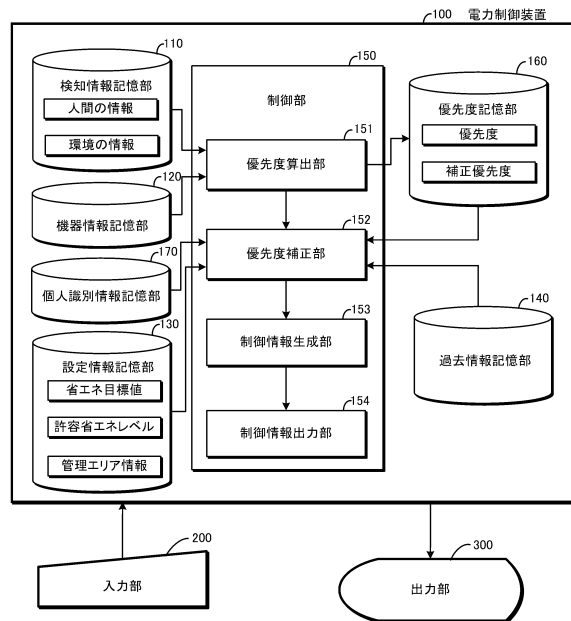 100 電力制御装置
110
検知情報記憶部
人間の情報
環境の情報
120
機器情報記憶部
170
個人識別情報記憶部
130
設定情報記憶部
省エネ目標値
許容省エネレベル
管理エリア情報
150
制御部
151
優先度算出部
152
優先度補正部
153
制御情報生成部
154
制御情報出力部
160
優先度記憶部
優先度
補正優先度
140
過去情報記憶部
200
入力部
300
出力部